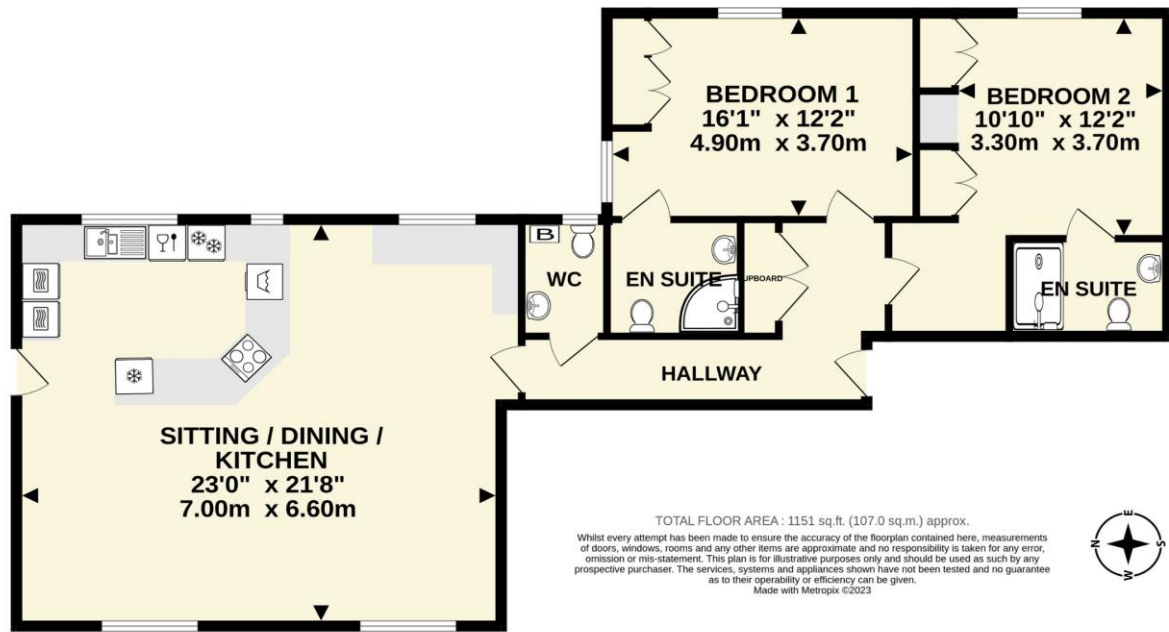 BEDROOM 1
16'1" x 12'2"
4.90m x 3.70m
BEDROOM 2
10'10" x 12'2"
3.30m x 3.70m
B
WC
EN SUITE
UPBOARD
EN SUITE
HALLWAY
SITTING / DINING /
KITCHEN
23'0" x 21'8"
7.00m x 6.60m
TOTAL FLOOR AREA : 1151 sq.ft. (107.0 sq.m.) approx.
Whilst every attempt has been made to ensure the accuracy of the floorplan contained here, measurements
of doors, windows, rooms and any other items are approximate and no responsibility is taken for any error,
omission or mis-statement. This plan is for illustrative purposes only and should be used as such by any
prospective purchaser. The services, systems and appliances shown have not been tested and no guarantee
as to their operability or efficiency can be given.
Made with Metropix ©2023
E
N
S
W